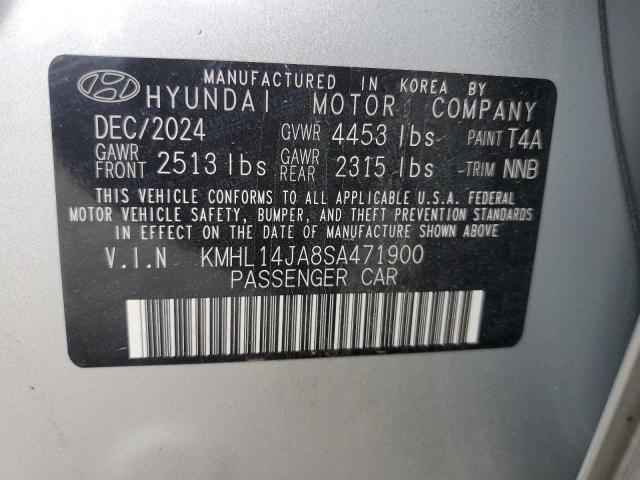 MANUFACTURED IN KOREA BY
HYUNDAI MOTOR COMPANY
DEC/2024 GVWR 4453 lbs PAINT T4A
GAWR FRONT 2513 lbs GAWR REAR 2315 lbs TRIM NNB
THIS VEHICLE CONFORMS TO ALL APPLICABLE U.S.A. FEDERAL
MOTOR VEHICLE SAFETY, BUMPER, AND THEFT PREVENTION STANDARDS
IN EFFECT ON THE DATE OF MANUFACTURE SHOWN ABOVE.
V.I.N KMHL14JA8SA471900
PASSENGER CAR